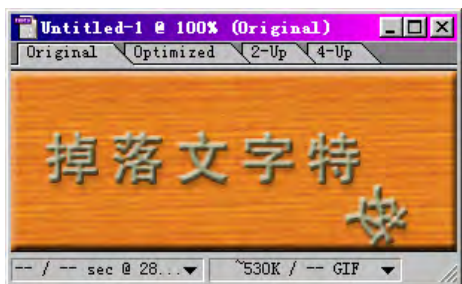 Untitled-1 @ 100% (Original)
Original Optimized 2-Up 4-Up
掉落文字特
效
-- / -- sec @ 28... ~530K / -- GIF